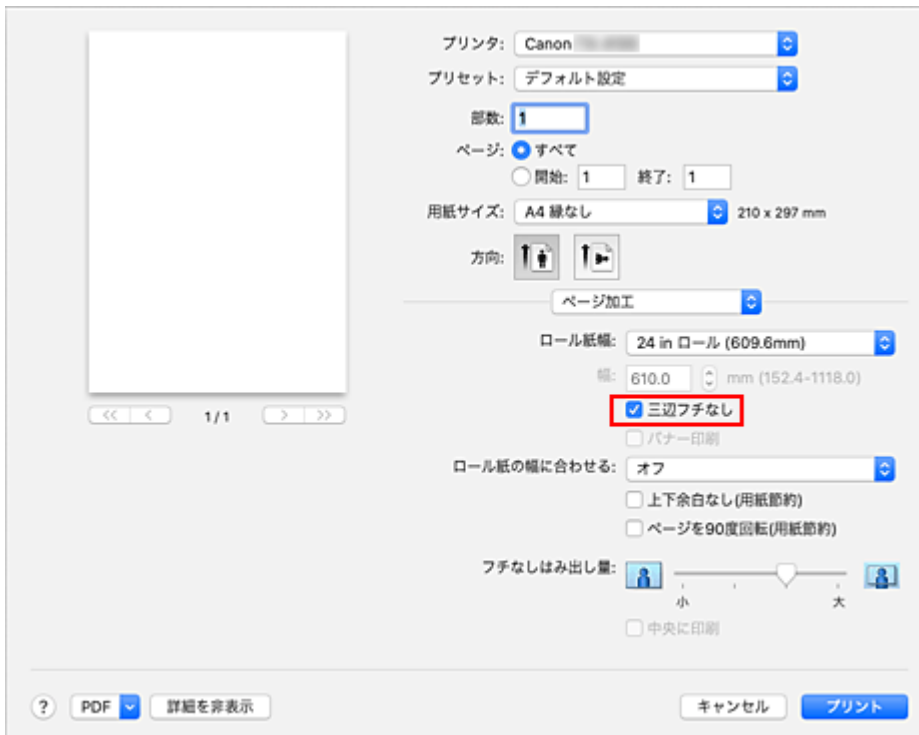 プリンタ: Canon
プリセット: デフォルト設定
部数: 1
ページ: すべて
開始: 1 終了: 1
用紙サイズ: A4 縁なし 210 x 297 mm
方向:
ページ加工
ロール紙幅: 24 in ロール (609.6mm)
幅: 610.0 mm (152.4-1118.0)
<< < 1/1 > >>
三辺フチなし
バナー印刷
ロール紙の幅に合わせる: オフ
上下余白なし(用紙節約)
ページを90度回転(用紙節約)
フチなしはみ出し量:
小 大
中央に印刷
? PDF 詳細を非表示 キャンセル プリント